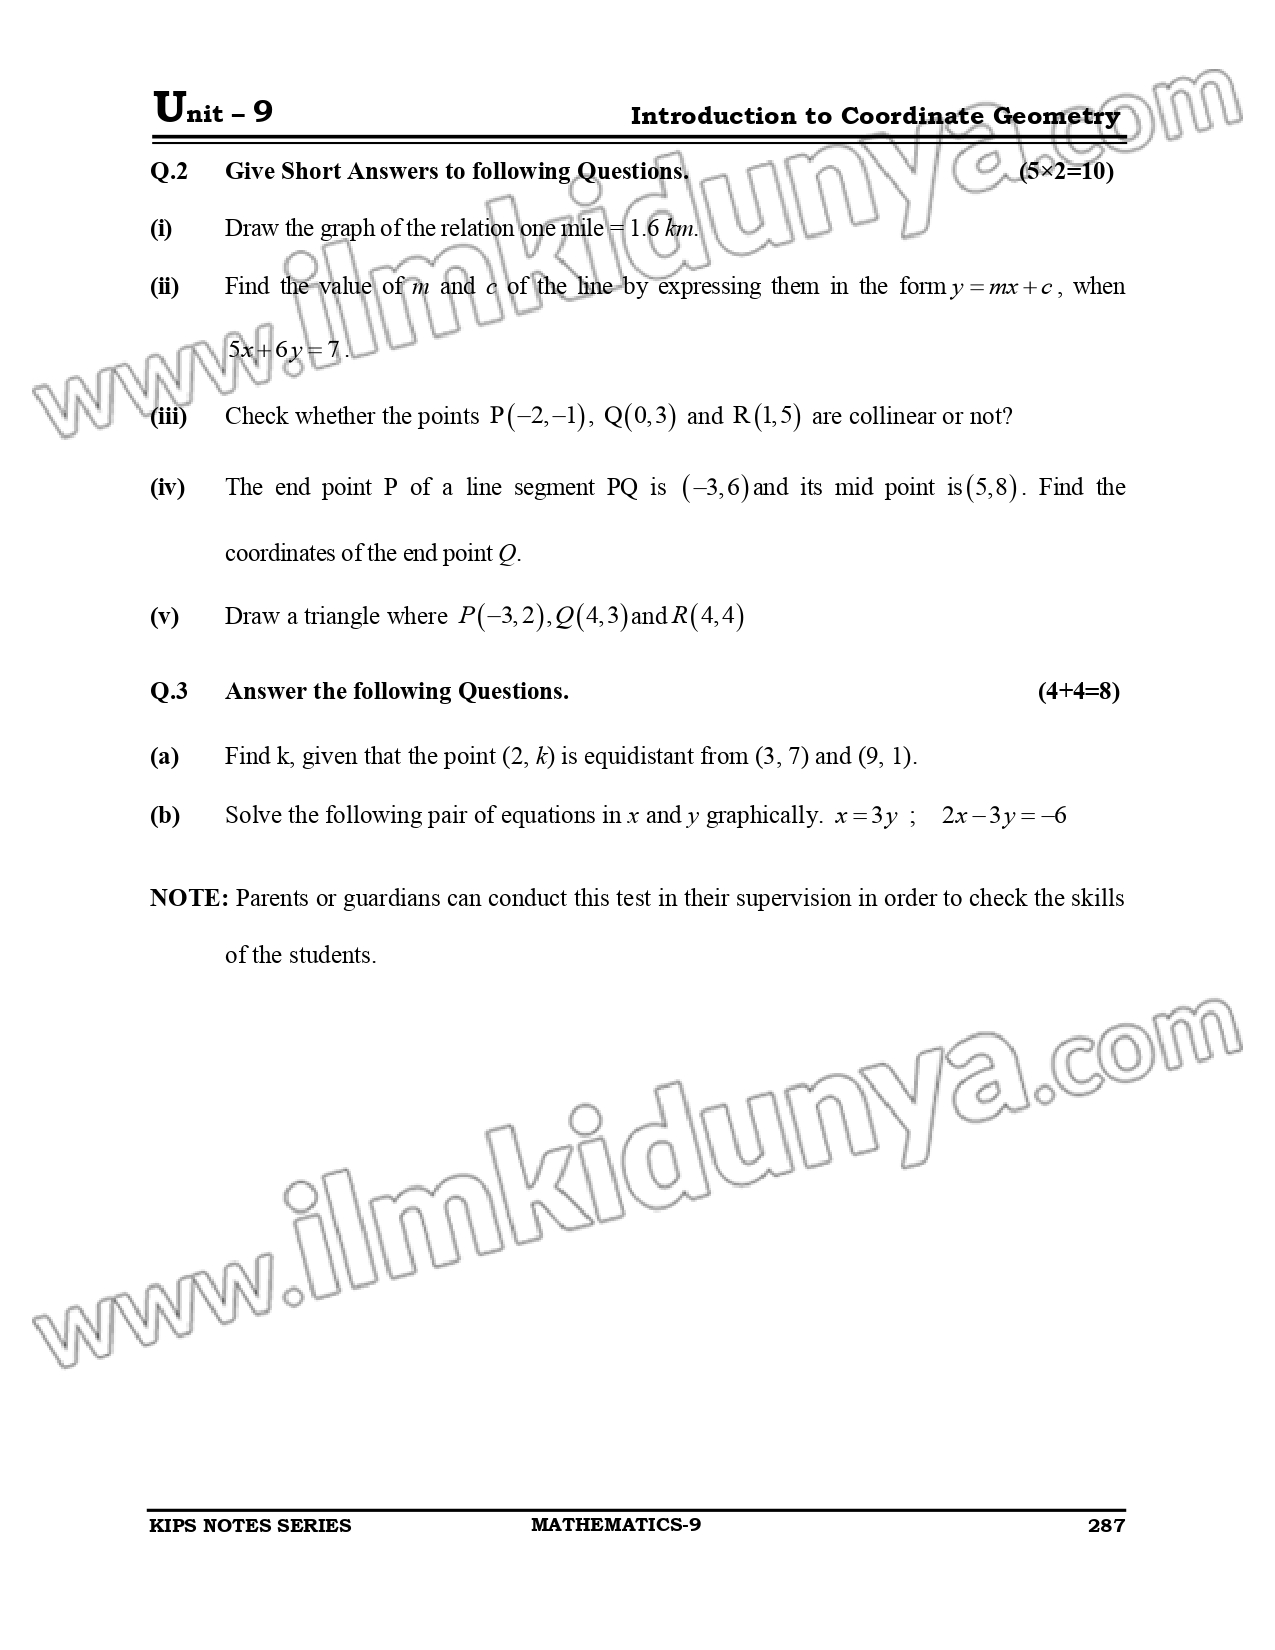 Unit – 9 Introduction to Coordinate Geometry
Q.2 Give Short Answers to following Questions. (5×2=10)
(i) Draw the graph of the relation one mile = 1.6 km.
(ii) Find the value of m and c of the line by expressing them in the form y = mx + c , when
5x + 6y = 7 .
(iii) Check whether the points P(−2,−1), Q(0,3) and R(1,5) are collinear or not?
(iv) The end point P of a line segment PQ is (−3,6) and its mid point is (5,8). Find the
coordinates of the end point Q.
(v) Draw a triangle where P(−3,2), Q(4,3) and R(4,4)
Q.3 Answer the following Questions. (4+4=8)
(a) Find k, given that the point (2, k) is equidistant from (3, 7) and (9, 1).
(b) Solve the following pair of equations in x and y graphically. x = 3y ; 2x − 3y = −6
NOTE: Parents or guardians can conduct this test in their supervision in order to check the skills
of the students.
www.ilmkidunya.com
www.ilmkidunya.com
KIPS NOTES SERIES MATHEMATICS-9 287